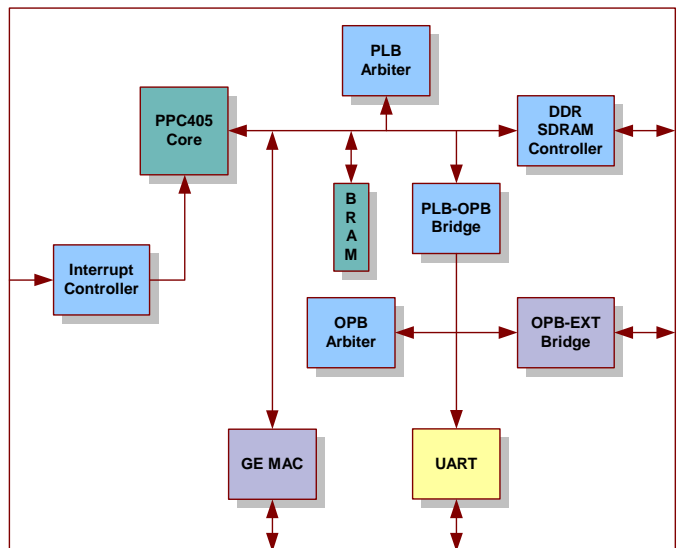 PLB
Arbiter
PPC405
Core
DDR
SDRAM
Controller
B
R
A
M
PLB-OPB
Bridge
Interrupt
Controller
OPB
Arbiter
OPB-EXT
Bridge
GE MAC
UART